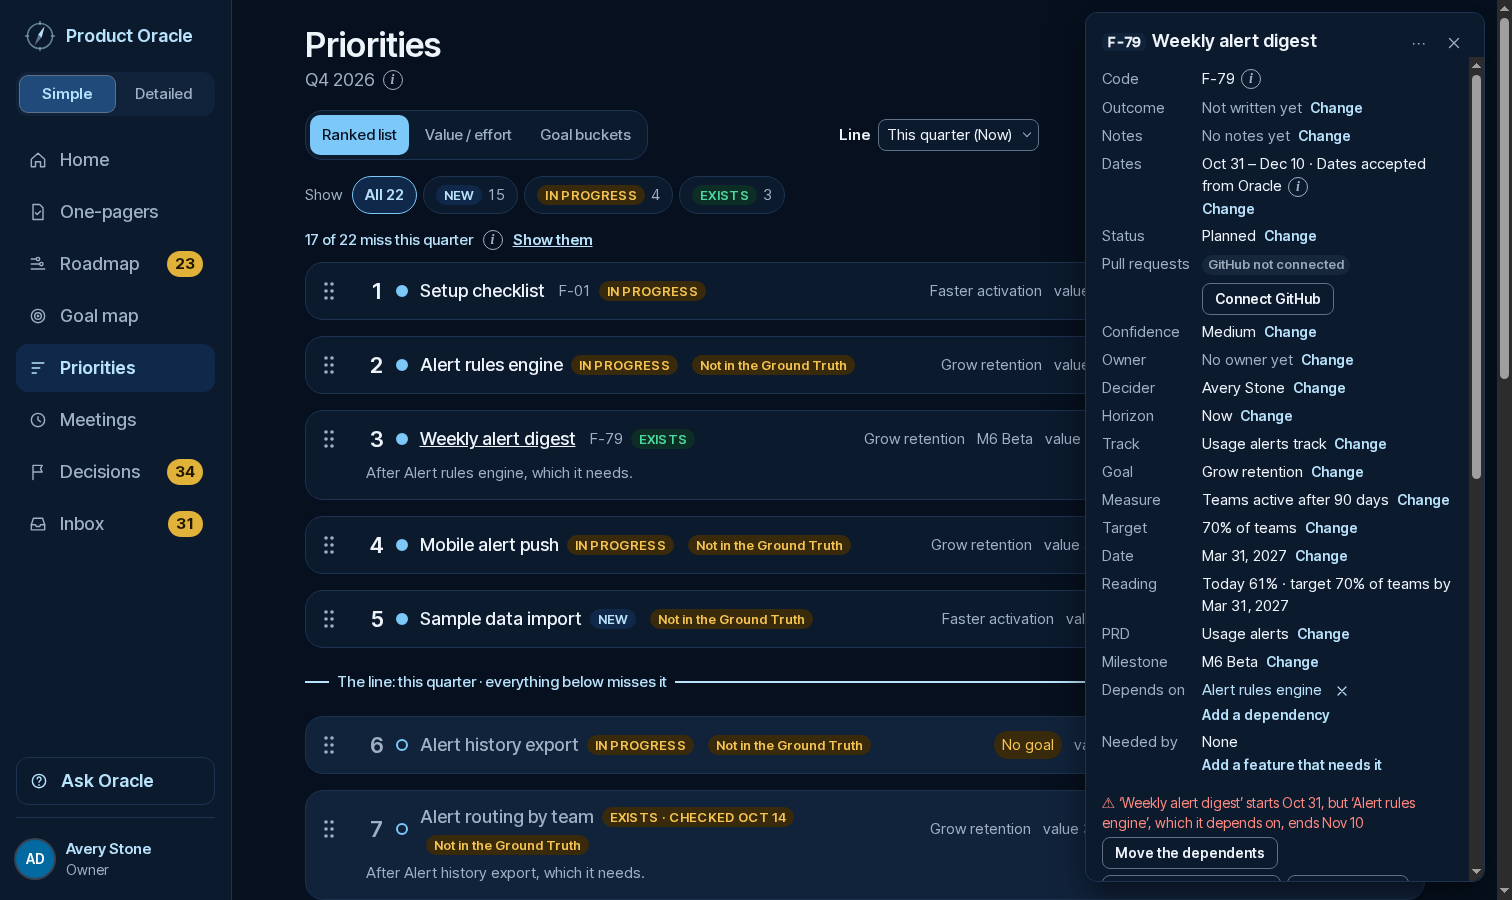 Product Oracle
Simple
Detailed
Home
One-pagers
Roadmap 23
Goal map
Priorities
Meetings
Decisions 34
Inbox 31
Ask Oracle
AD
Avery Stone
Owner
Priorities
Q4 2026 i
Ranked list
Value / effort
Goal buckets
Line
This quarter (Now)
Show
All 22
NEW 15
IN PROGRESS 4
EXISTS 3
17 of 22 miss this quarter i Show them
1 Setup checklist F-01 IN PROGRESS Faster activation value
2 Alert rules engine IN PROGRESS Not in the Ground Truth Grow retention value
3 Weekly alert digest F-79 EXISTS Grow retention M6 Beta value
After Alert rules engine, which it needs.
4 Mobile alert push IN PROGRESS Not in the Ground Truth Grow retention value
5 Sample data import NEW Not in the Ground Truth Faster activation
The line: this quarter · everything below misses it
6 Alert history export IN PROGRESS Not in the Ground Truth No goal
7 Alert routing by team EXISTS · CHECKED OCT 14
Not in the Ground Truth
Grow retention value
After Alert history export, which it needs.
F-79 Weekly alert digest ···
Code F-79 i
Outcome Not written yet Change
Notes No notes yet Change
Dates Oct 31 – Dec 10 · Dates accepted
from Oracle i
Change
Status Planned Change
Pull requests GitHub not connected
Connect GitHub
Confidence Medium Change
Owner No owner yet Change
Decider Avery Stone Change
Horizon Now Change
Track Usage alerts track Change
Goal Grow retention Change
Measure Teams active after 90 days Change
Target 70% of teams Change
Date Mar 31, 2027 Change
Reading Today 61% · target 70% of teams by
Mar 31, 2027
PRD Usage alerts Change
Milestone M6 Beta Change
Depends on Alert rules engine
Add a dependency
Needed by None
Add a feature that needs it
⚠ ‘Weekly alert digest’ starts Oct 31, but ‘Alert rules
engine’, which it depends on, ends Nov 10
Move the dependents